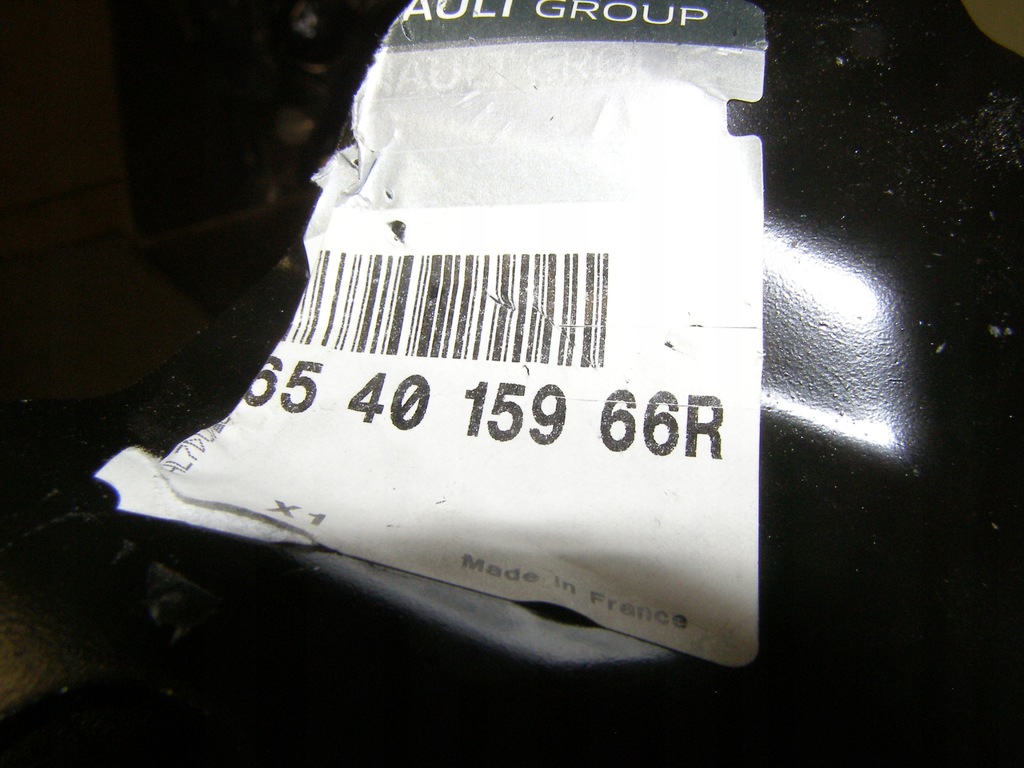 AULT GROUP
65 40 159 66R
X1
Made in France